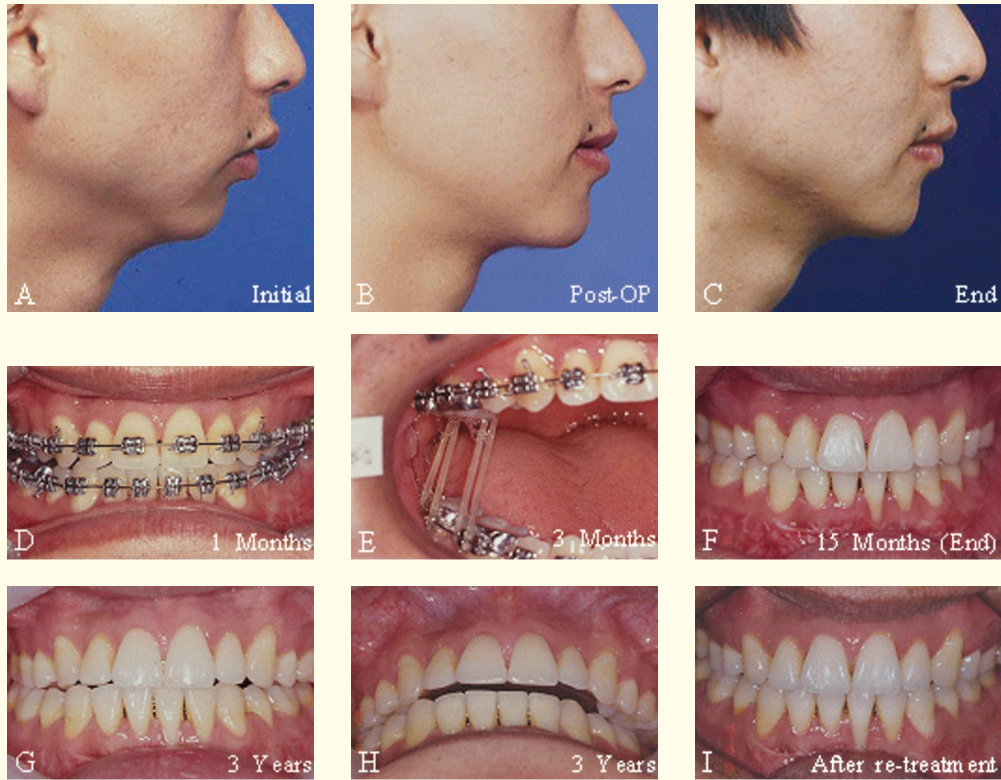 A Initial
B Post-OP
C End
D 1 Months
E 3 Months
F 15 Months (End)
G 3 Years
H 3 Years
I After re-treatment